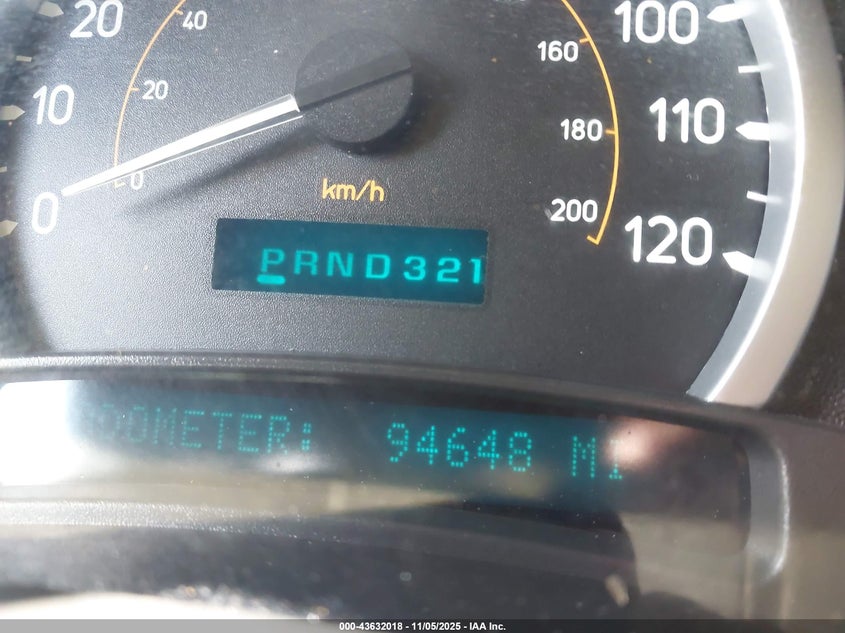 20 40 160 100
10 20 180 110
0 0 km/h 200 120
PRND321
ODOMETER: 94648 MI
000-43632018 - 11/05/2025 - IAA Inc.